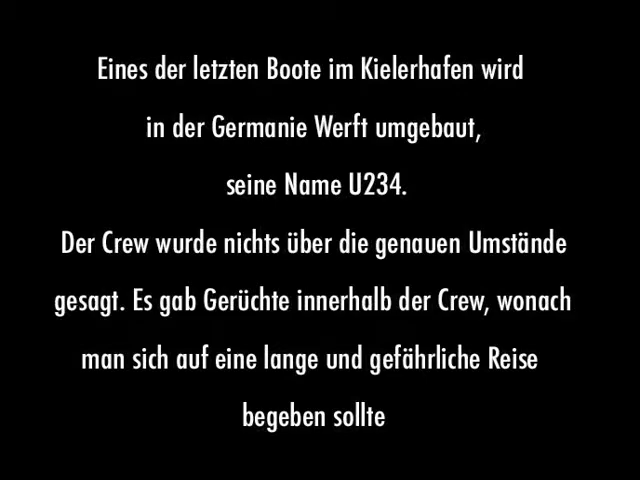 Eines der letzten Boote im Kielerhafen wird
in der Germanie Werft umgebaut,
seine Name U234.
Der Crew wurde nichts über die genauen Umstände
gesagt. Es gab Gerüchte innerhalb der Crew, wonach
man sich auf eine lange und gefährliche Reise
begeben sollte